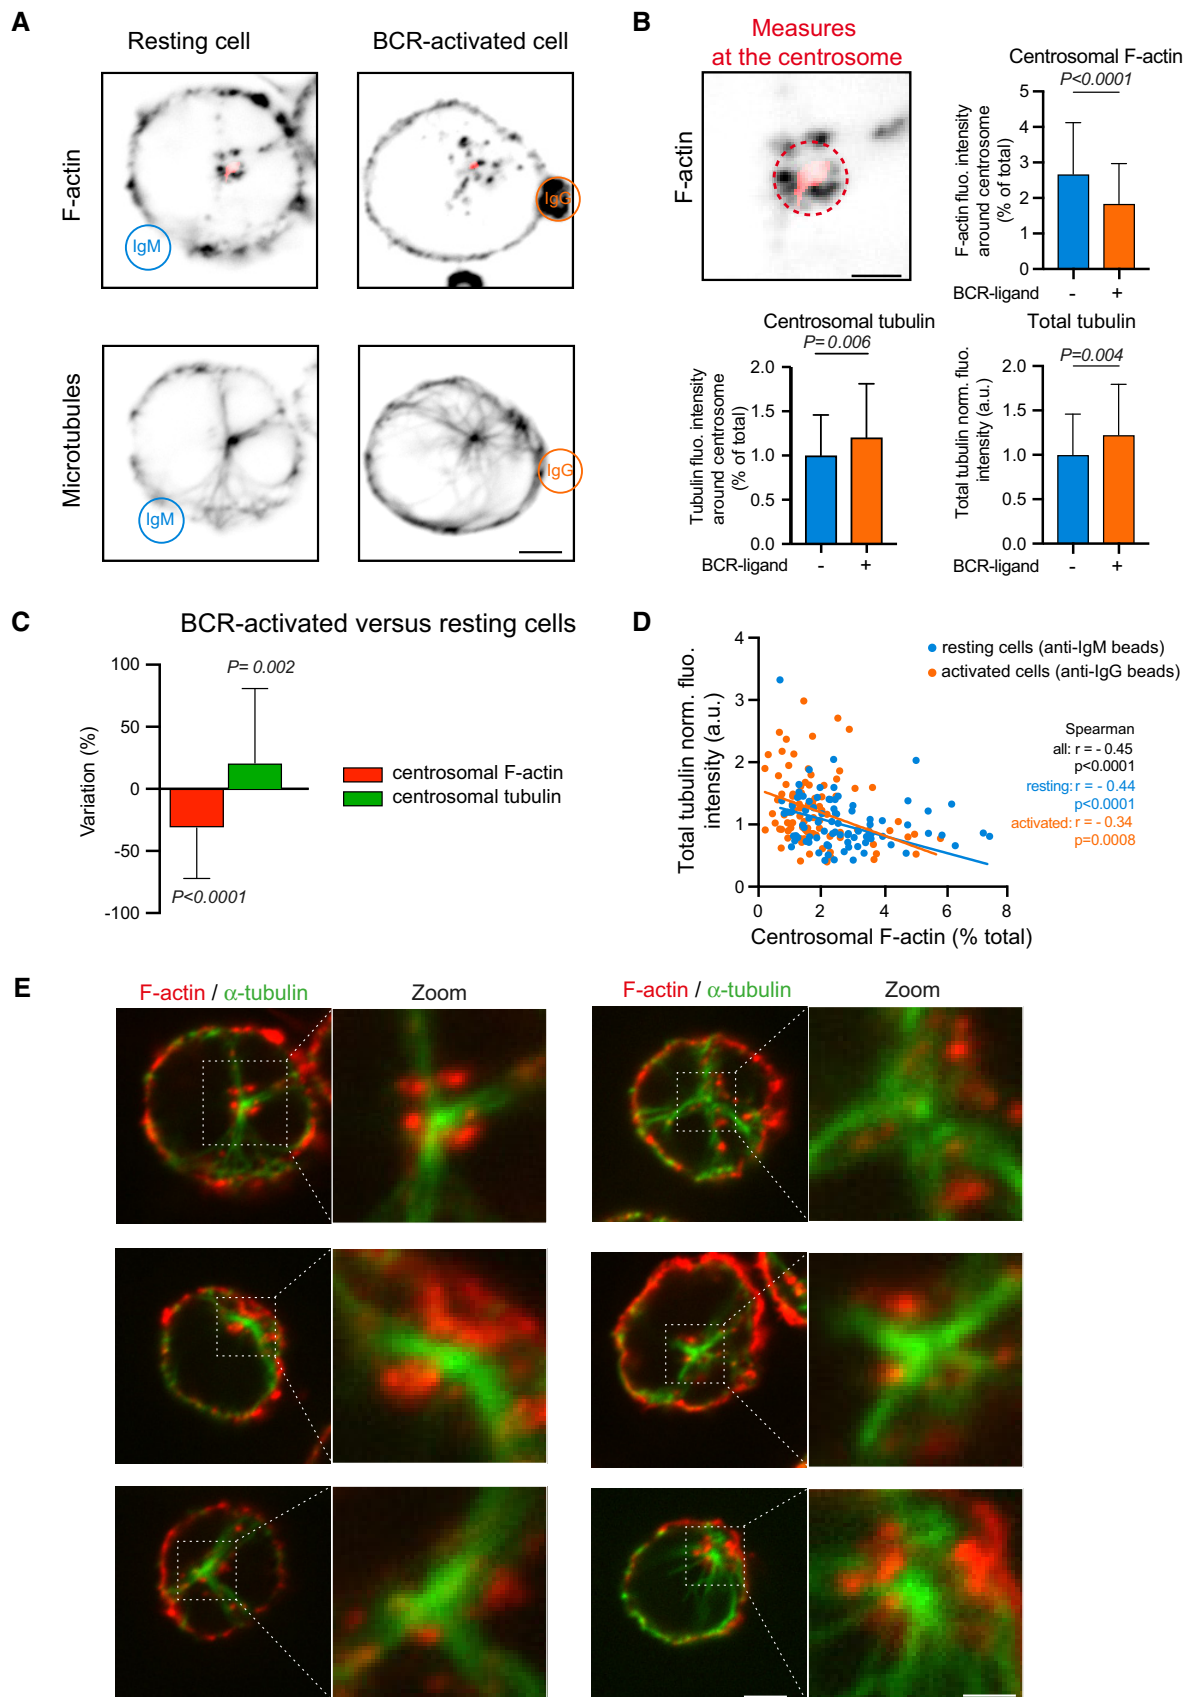 A
Resting cell
BCR-activated cell
F-actin
IgM
IgG
Microtubules
IgM
IgG
B
Measures
at the centrosome
F-actin
Centrosomal F-actin
P<0.0001
F-actin fluo. intensity
around centrosome
(% of total)
5
4
3
2
1
0
BCR-ligand - +
Centrosomal tubulin
P= 0.006
Tubulin fluo. intensity
around centrosome
(% of total)
2.0
1.5
1.0
0.5
0.0
BCR-ligand - +
Total tubulin
P=0.004
Total tubulin norm. fluo.
intensity (a.u.)
2.0
1.5
1.0
0.5
0.0
BCR-ligand - +
C
BCR-activated versus resting cells
Variation (%)
100
50
0
-50
-100
P= 0.002
P<0.0001
centrosomal F-actin
centrosomal tubulin
D
Total tubulin norm. fluo.
intensity (a.u.)
4
3
2
1
0
0 2 4 6 8
Centrosomal F-actin (% total)
resting cells (anti-IgM beads)
activated cells (anti-IgG beads)
Spearman
all: r = - 0.45
p<0.0001
resting: r = - 0.44
p<0.0001
activated: r = - 0.34
p=0.0008
E
F-actin / α-tubulin
Zoom
F-actin / α-tubulin
Zoom